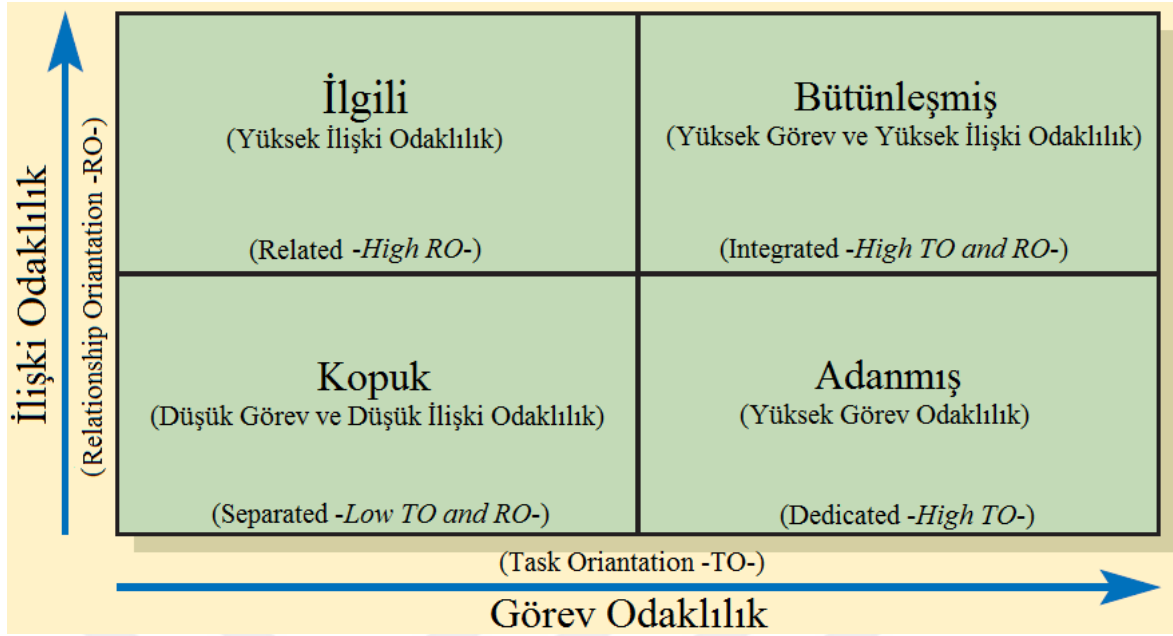 İlişki Odaklılık
(Relationship Oriantation -RO-)
İlgili
(Yüksek İlişki Odaklılık)
(Related -High RO-)
Bütünleşmiş
(Yüksek Görev ve Yüksek İlişki Odaklılık)
(Integrated -High TO and RO-)
Kopuk
(Düşük Görev ve Düşük İlişki Odaklılık)
(Separated -Low TO and RO-)
Adanmış
(Yüksek Görev Odaklılık)
(Dedicated -High TO-)
(Task Oriantation -TO-)
Görev Odaklılık